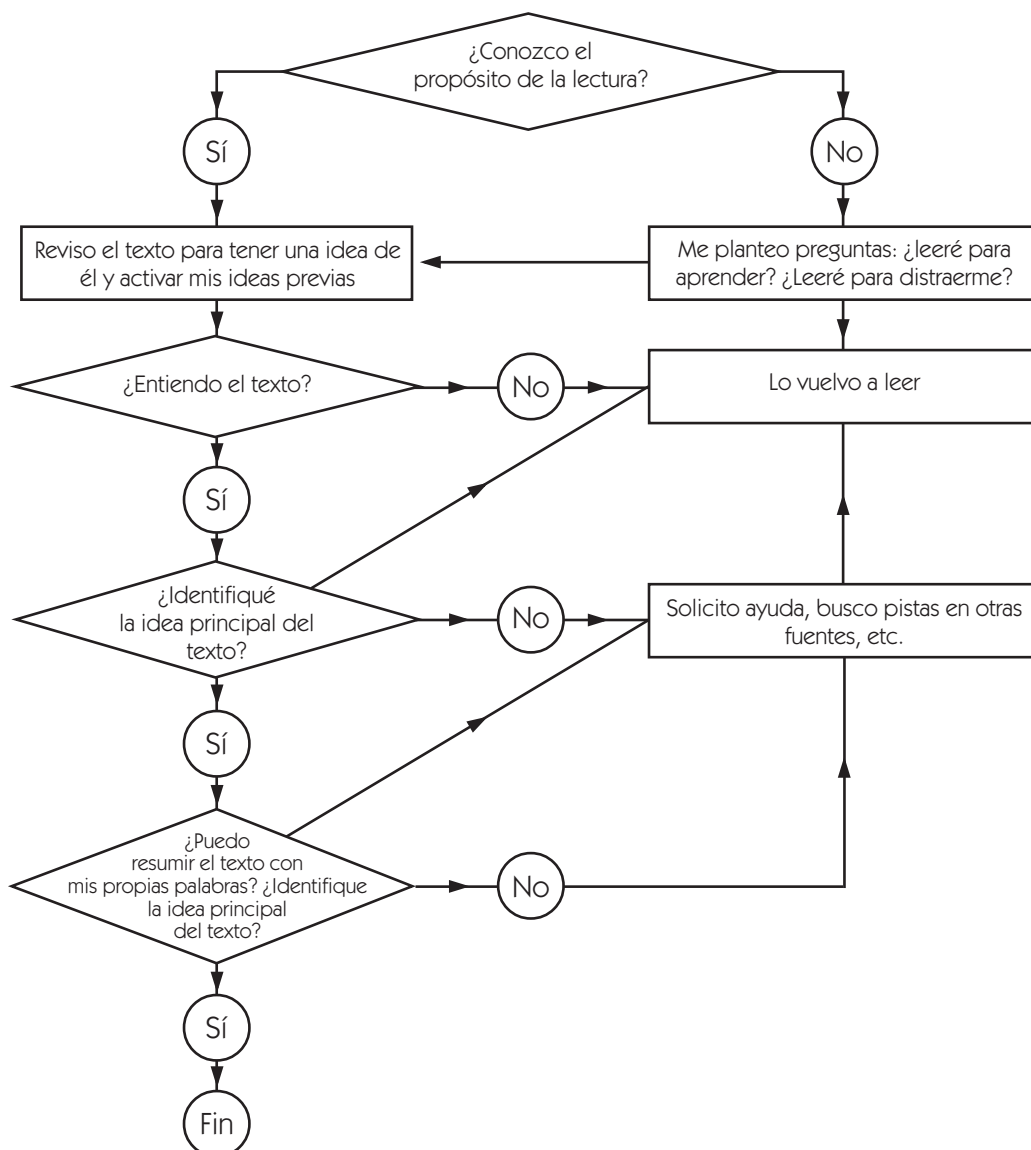 ¿Conozco el
propósito de la lectura?
Sí
No
Reviso el texto para tener una idea de
él y activar mis ideas previas
Me planteo preguntas: ¿leeré para
aprender? ¿Leeré para distraerme?
¿Entiendo el texto?
No
Lo vuelvo a leer
Sí
¿Identifiqué
la idea principal del
texto?
No
Solicito ayuda, busco pistas en otras
fuentes, etc.
Sí
¿Puedo
resumir el texto con
mis propias palabras? ¿Identifique
la idea principal
del texto?
No
Sí
Fin